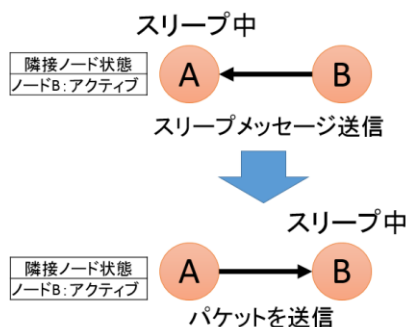 スリープ中
隣接ノード状態
ノードB：アクティブ
A
B
スリープメッセージ送信
スリープ中
隣接ノード状態
ノードB：アクティブ
A
B
パケットを送信